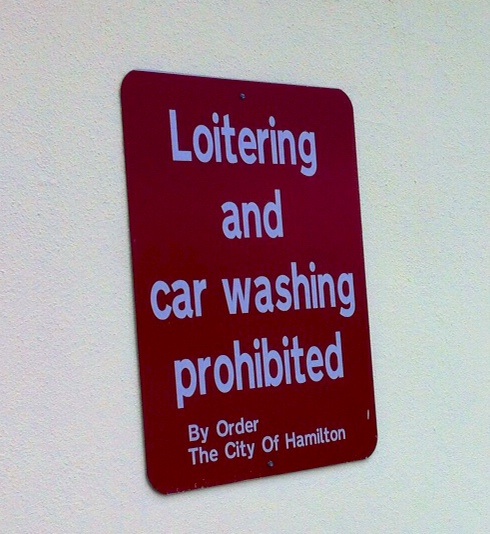 Loitering
and
car washing
prohibited
By Order
The City Of Hamilton